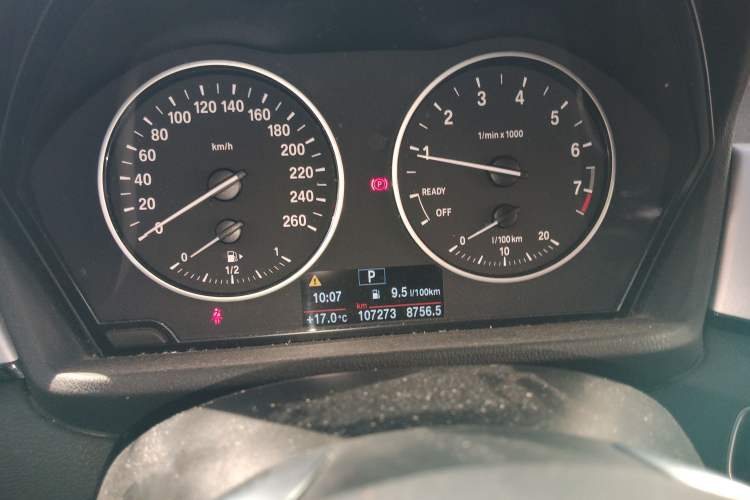 0 20 40 60 80 100 120 140 160 180 200 220 240 260
km/h
0 1/2 1
1 2 3 4 5 6 7
1/min x 1000
READY
OFF
0 10 20
l/100km
P
P
10:07 9.5 l/100km
km
+17.0°C 107273 8756.5